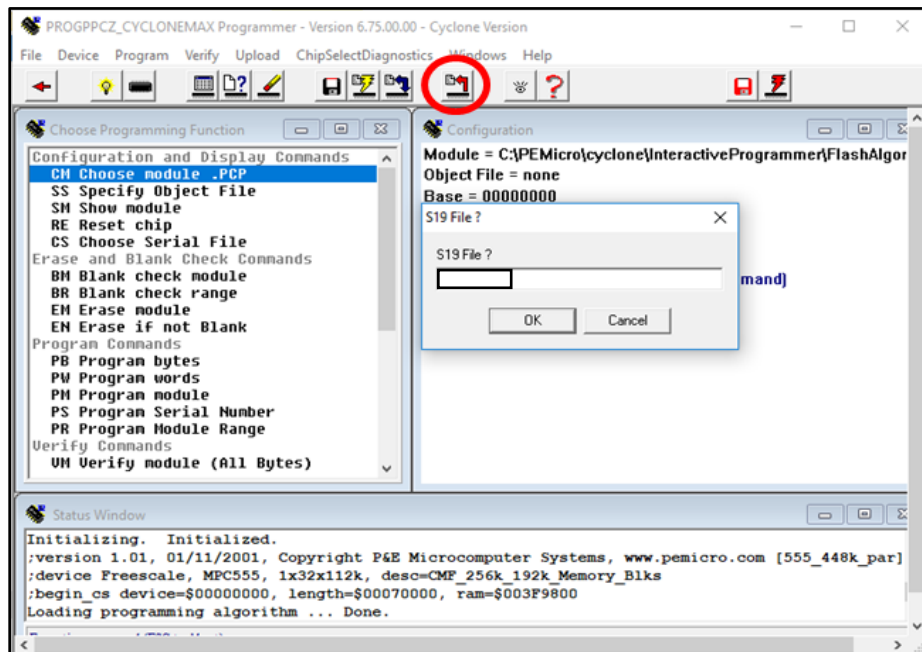 PROGPPCZ_CYCLONEMAX Programmer - Version 6.75.00.00 - Cyclone Version
File Device Program Verify Upload ChipSelectDiagnostics Windows Help
Choose Programming Function
Configuration and Display Commands
CM Choose module .PCP
SS Specify Object File
SM Show module
RE Reset chip
CS Choose Serial File
Erase and Blank Check Commands
BM Blank check module
BR Blank check range
EM Erase module
EN Erase if not Blank
Program Commands
PB Program bytes
PW Program words
PM Program module
PS Program Serial Number
PR Program Module Range
Verify Commands
VM Verify module (All Bytes)
Configuration
Module = C:\PEMicro\cyclone\InteractiveProgrammer\FlashAlgor
Object File = none
Base = 00000000
mand)
S19 File ?
S19 File ?
OK Cancel
Status Window
Initializing. Initialized.
;version 1.01, 01/11/2001, Copyright P&E Microcomputer Systems, www.pemicro.com [555_448k_par]
;device Freescale, MPC555, 1x32x112k, desc=CMF_256k_192k_Memory_Blks
;begin_cs device=$00000000, length=$00070000, ram=$003F9800
Loading programming algorithm ... Done.